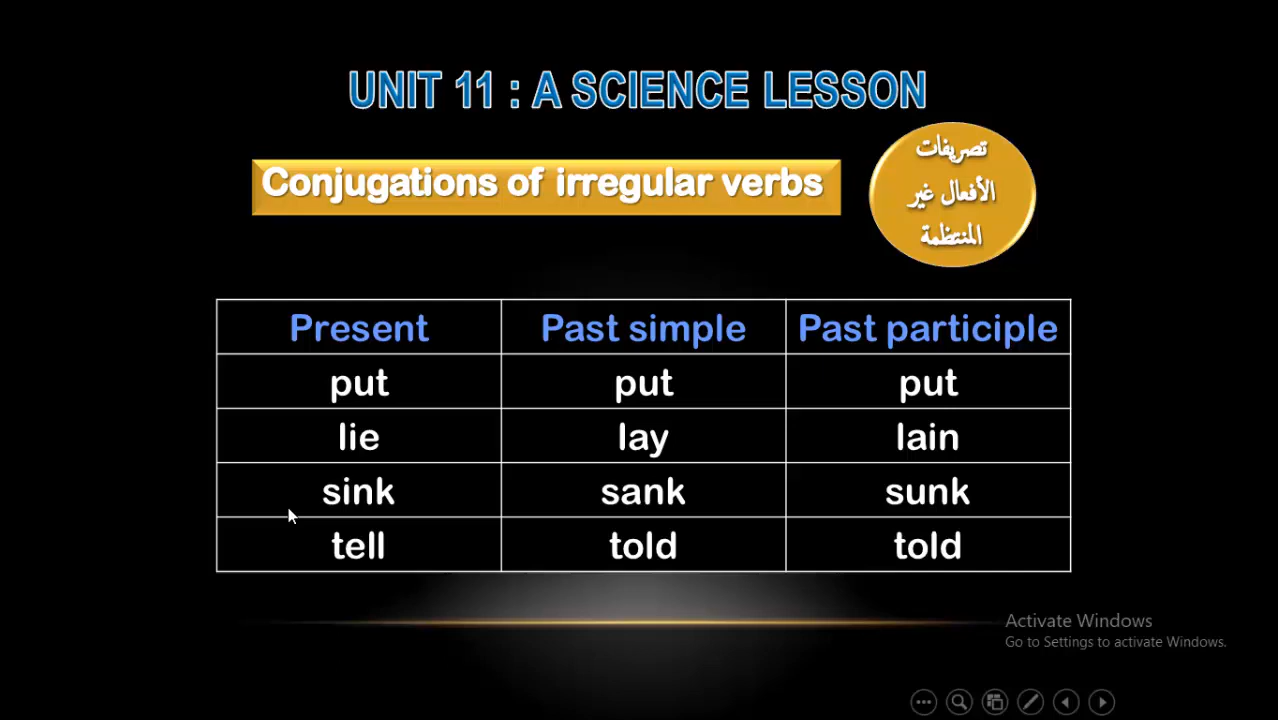 UNIT 11 : A SCIENCE LESSON
Conjugations of irregular verbs
تصريفات
الأفعال غير
المنتظمة
Present Past simple Past participle
put put put
lie lay lain
sink sank sunk
tell told told
Activate Windows
Go to Settings to activate Windows.